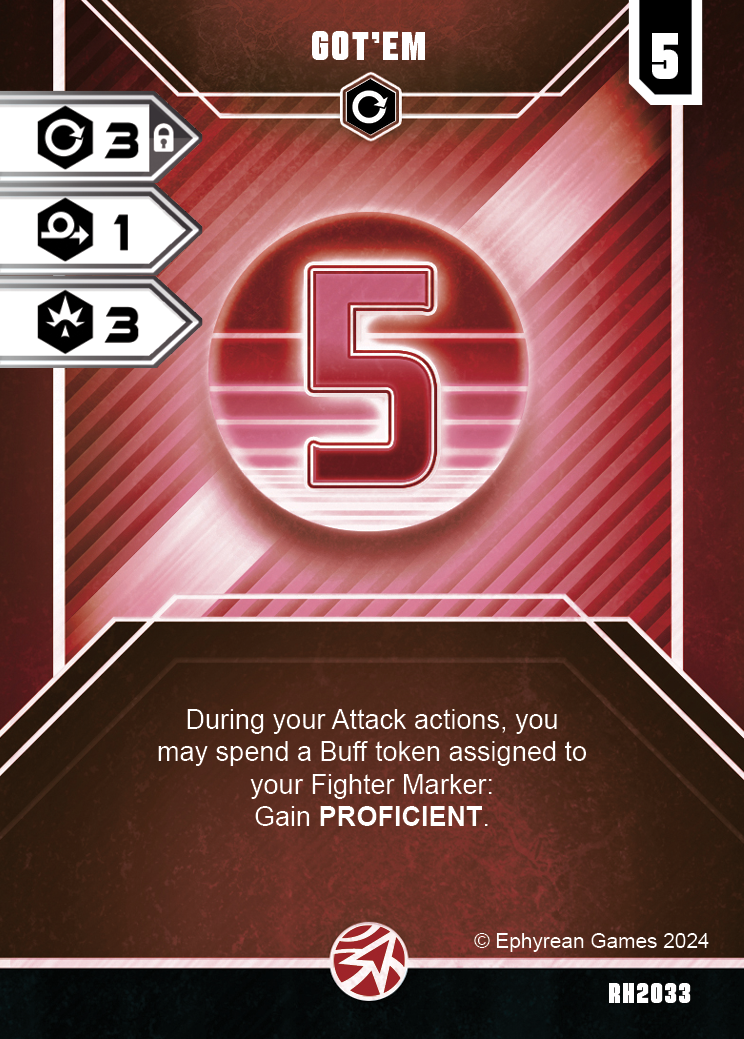 GOT'EM
5
3
1
3
5
During your Attack actions, you
may spend a Buff token assigned to
your Fighter Marker:
Gain PROFICIENT.
© Ephyrean Games 2024
RH2033